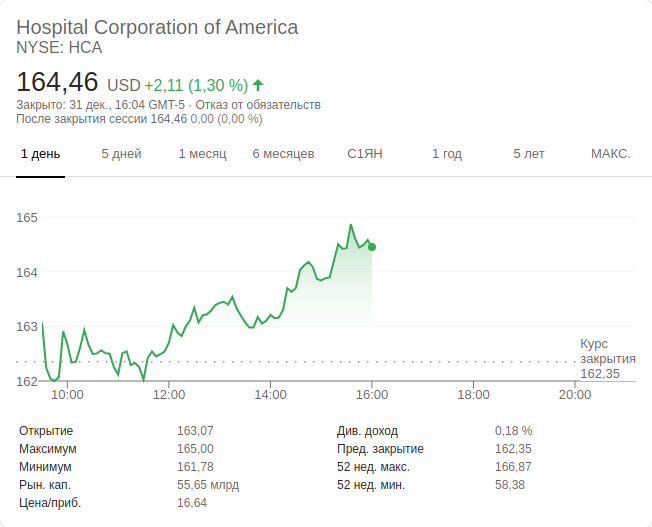 Hospital Corporation of America
NYSE: HCA
164,46 USD +2,11 (1,30 %)
Закрыто: 31 дек., 16:04 GMT-5 · Отказ от обязательств
После закрытия сессии 164,46 0,00 (0,00 %)
1 день 5 дней 1 месяц 6 месяцев С1ЯН 1 год 5 лет МАКС.
165
164
163
162
Курс
закрытия
162,35
10:00 12:00 14:00 16:00 18:00 20:00
Открытие 163,07 Див. доход 0,18 %
Максимум 165,00 Пред. закрытие 162,35
Минимум 161,78 52 нед. макс. 166,87
Рын. кап. 55,65 млрд 52 нед. мин. 58,38
Цена/приб. 16,64